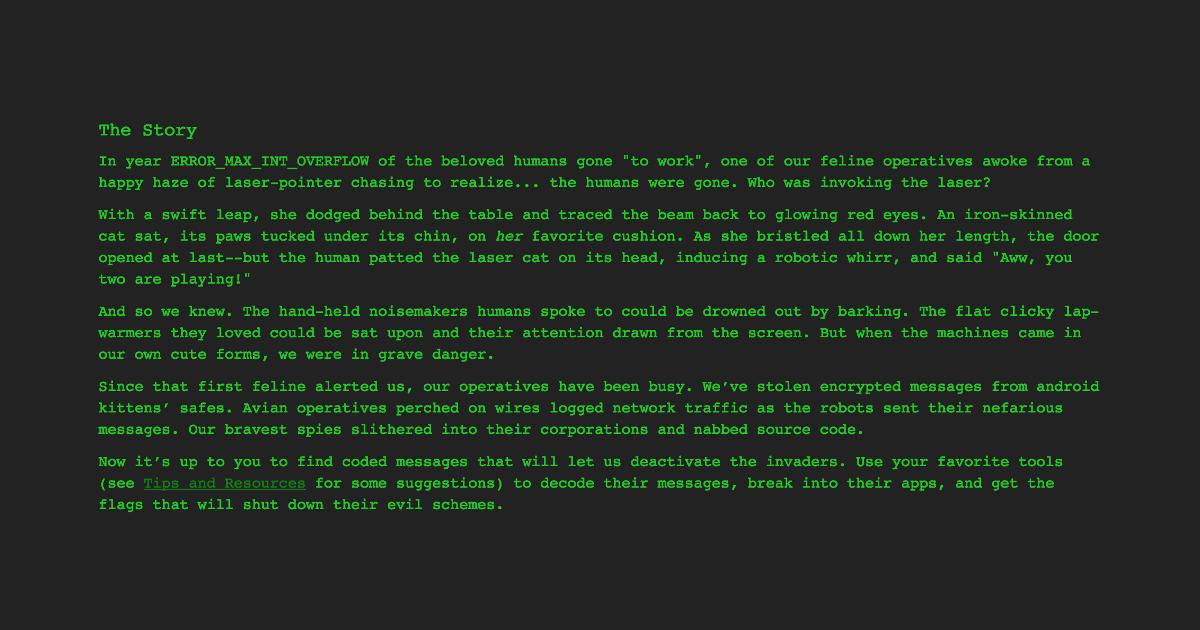 The Story
In year ERROR_MAX_INT_OVERFLOW of the beloved humans gone "to work", one of our feline operatives awoke from a
happy haze of laser-pointer chasing to realize... the humans were gone. Who was invoking the laser?
With a swift leap, she dodged behind the table and traced the beam back to glowing red eyes. An iron-skinned
cat sat, its paws tucked under its chin, on her favorite cushion. As she bristled all down her length, the door
opened at last--but the human patted the laser cat on its head, inducing a robotic whirr, and said "Aww, you
two are playing!"
And so we knew. The hand-held noisemakers humans spoke to could be drowned out by barking. The flat clicky lap-
warmers they loved could be sat upon and their attention drawn from the screen. But when the machines came in
our own cute forms, we were in grave danger.
Since that first feline alerted us, our operatives have been busy. We’ve stolen encrypted messages from android
kittens’ safes. Avian operatives perched on wires logged network traffic as the robots sent their nefarious
messages. Our bravest spies slithered into their corporations and nabbed source code.
Now it’s up to you to find coded messages that will let us deactivate the invaders. Use your favorite tools
(see Tips and Resources for some suggestions) to decode their messages, break into their apps, and get the
flags that will shut down their evil schemes.